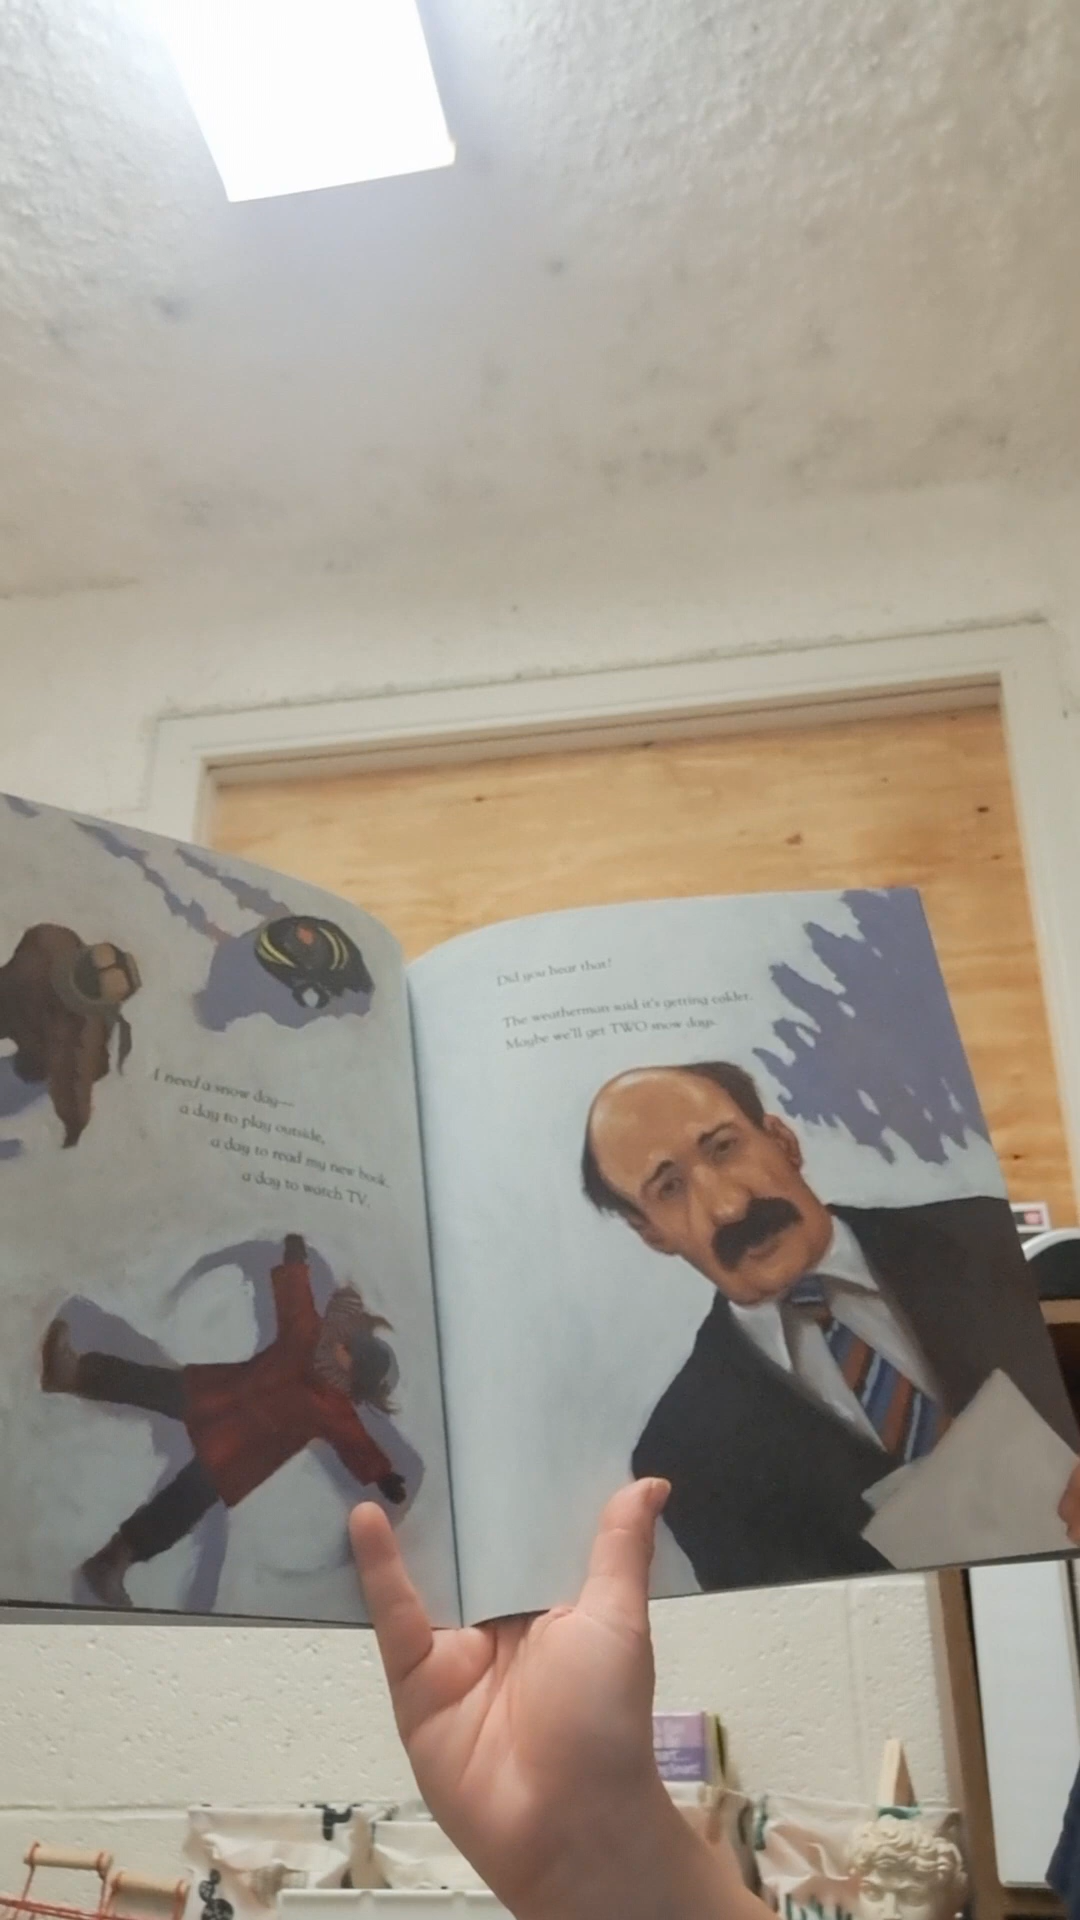 I need a snow day—
a day to play outside,
a day to read my new book,
a day to watch TV.
Did you hear that?
The weatherman said it's getting colder.
Maybe we'll get TWO snow days.